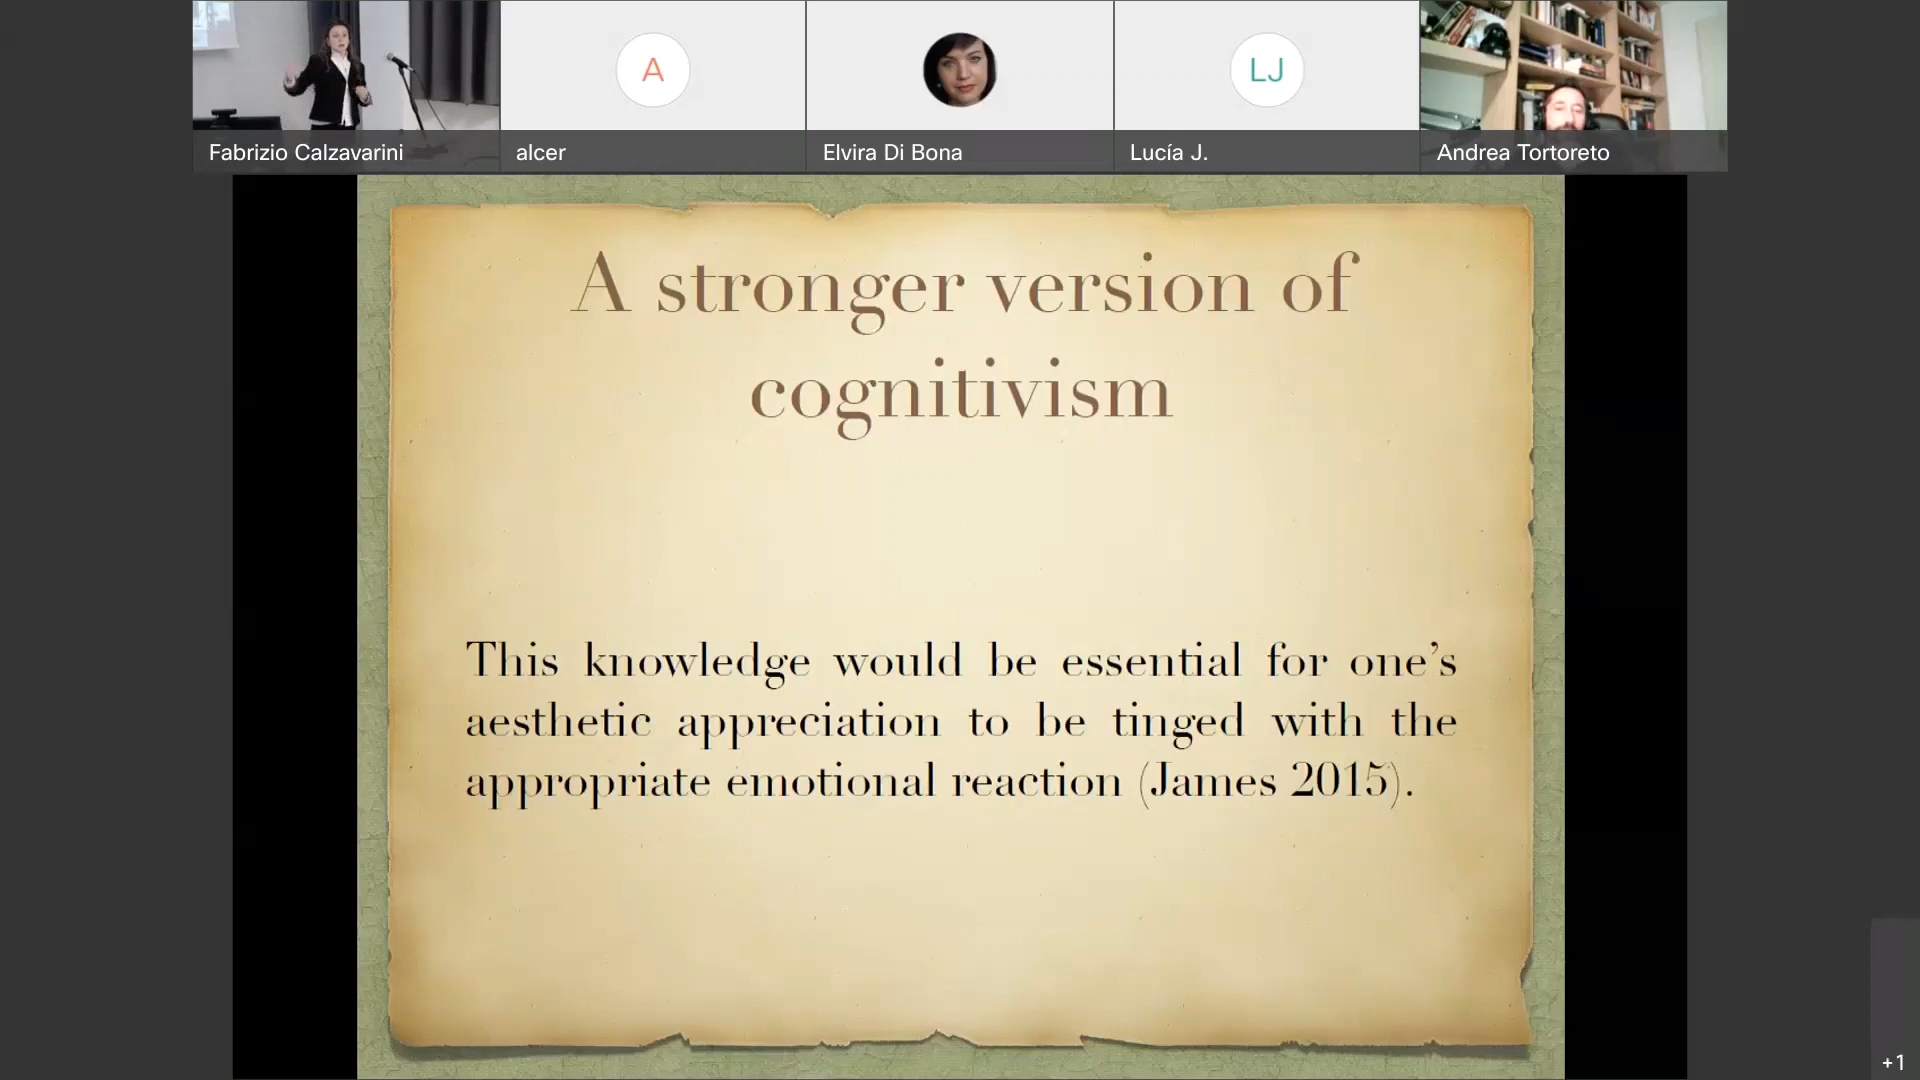 A
LJ
Fabrizio Calzavarini
alcer
Elvira Di Bona
Lucía J.
Andrea Tortoreto
A stronger version of
cognitivism
This knowledge would be essential for one’s
aesthetic appreciation to be tinged with the
appropriate emotional reaction (James 2015).
+1